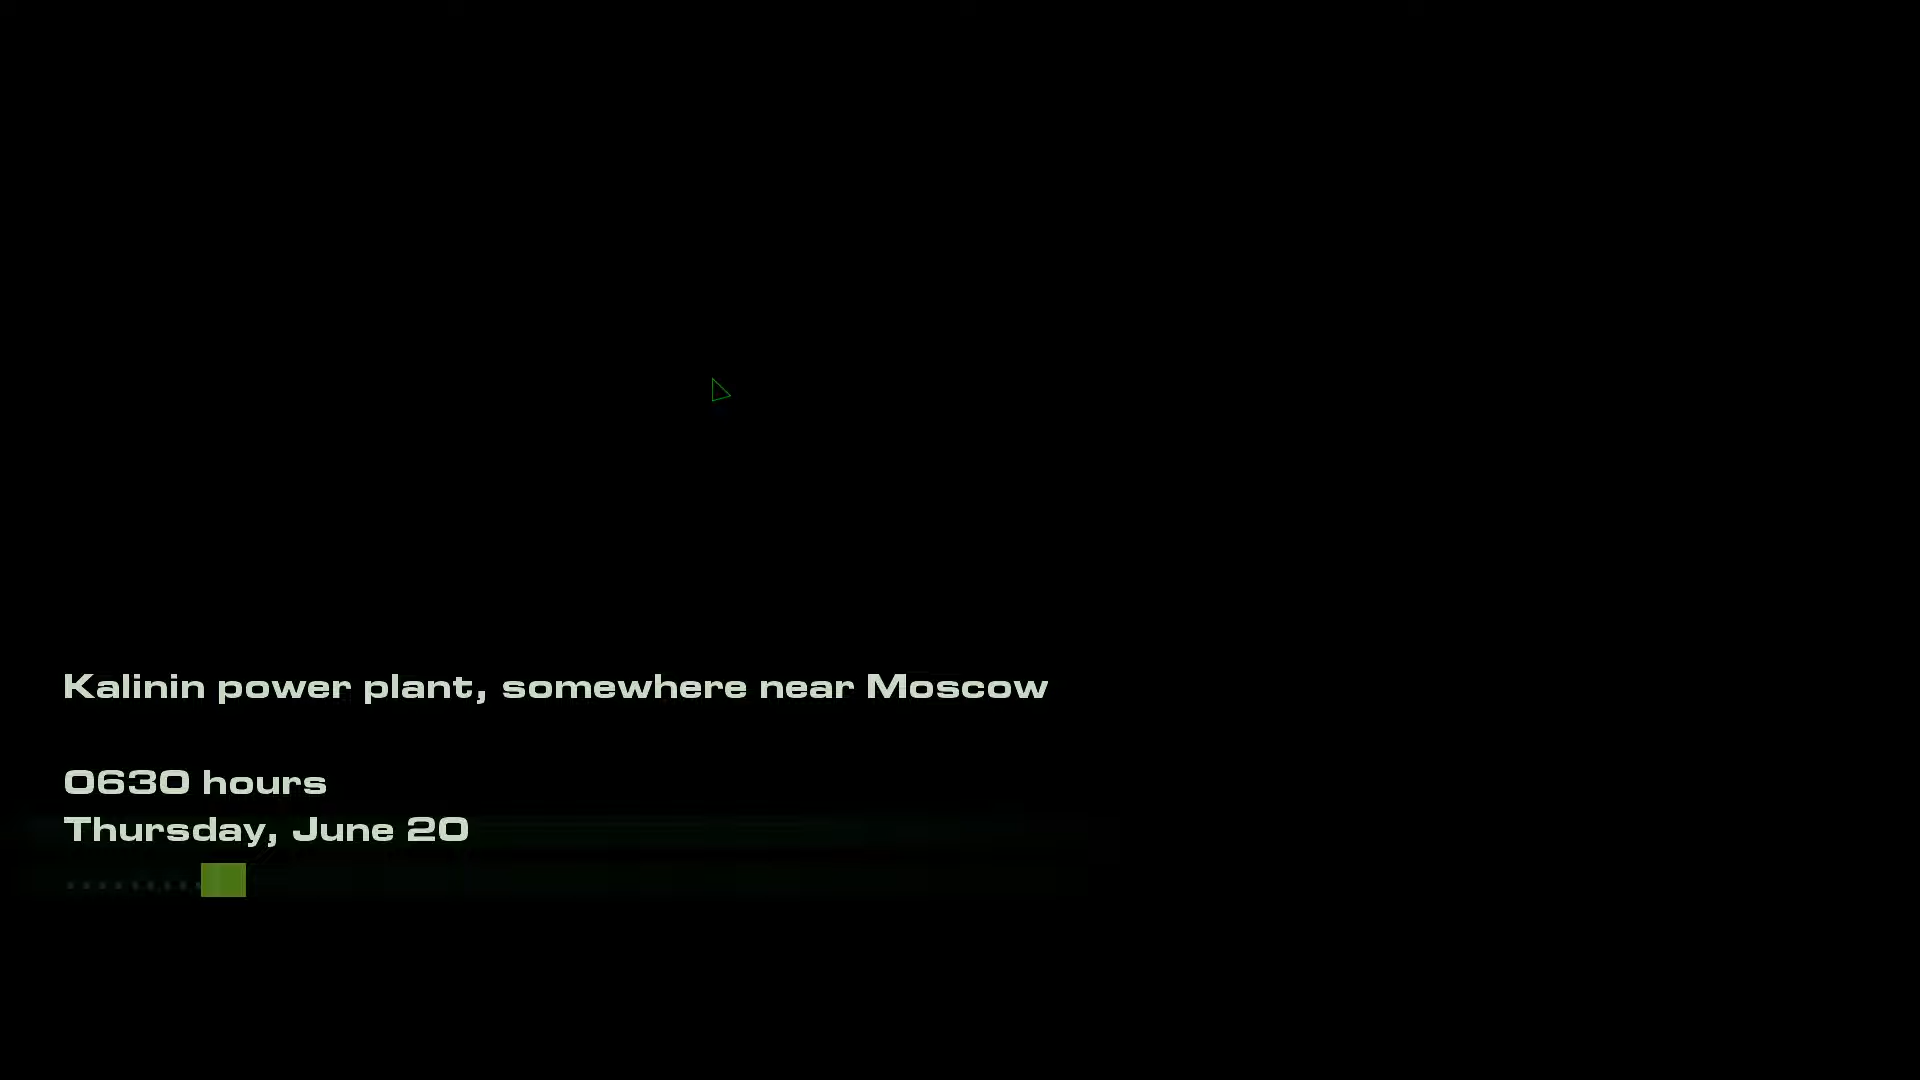 Kalinin power plant, somewhere near Moscow
0630 hours
Thursday, June 20
.........